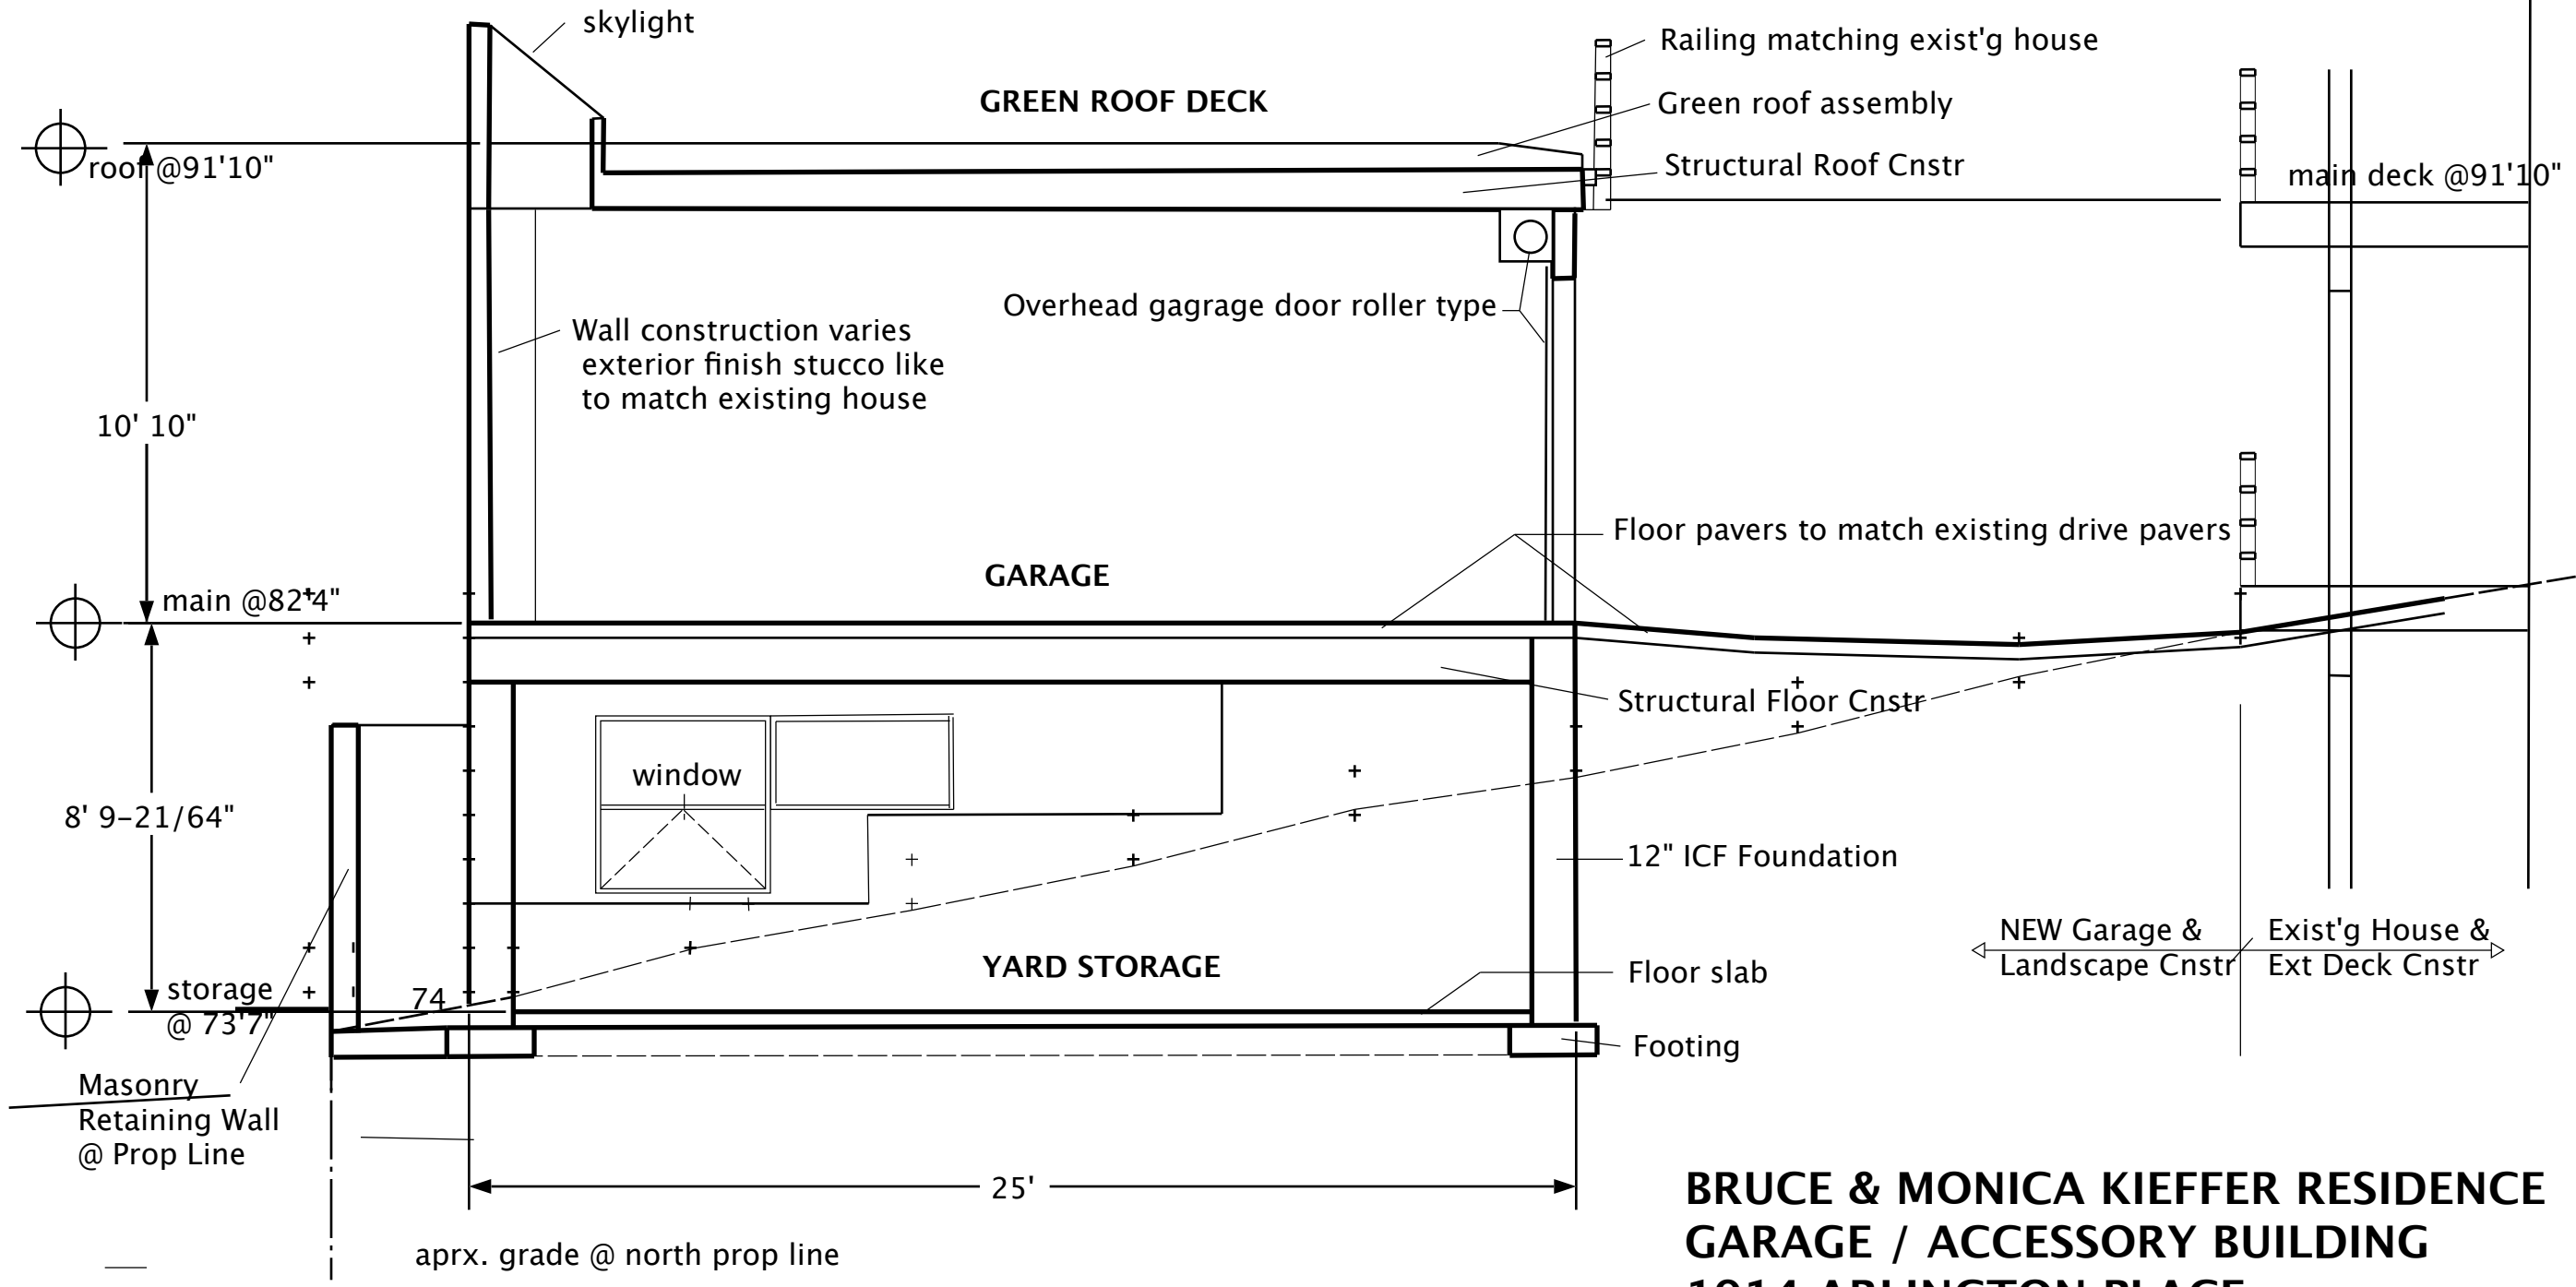 skylight
Railing matching exist'g house
GREEN ROOF DECK
Green roof assembly
roof @91'10"
Structural Roof Cnstr
main deck @91'10"
Overhead gagrage door roller type
Wall construction varies
exterior finish stucco like
to match existing house
10' 10"
Floor pavers to match existing drive pavers
GARAGE
main @82'4"
Structural Floor Cnstr
window
8' 9-21/64"
12" ICF Foundation
NEW Garage &
Landscape Cnstr
Exist'g House &
Ext Deck Cnstr
YARD STORAGE
Floor slab
storage
@ 73'7"
74
Footing
Masonry
Retaining Wall
@ Prop Line
25'
aprx. grade @ north prop line
BRUCE & MONICA KIEFFER RESIDENCE
GARAGE / ACCESSORY BUILDING
1914 ARLINGTON PLACE